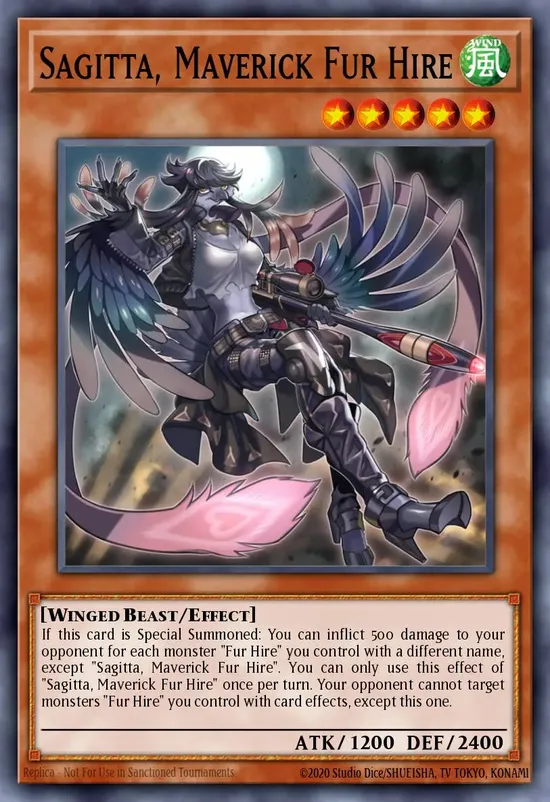 SAGITTA, MAVERICK FUR HIRE
WIND
風
[WINGED BEAST/EFFECT]
If this card is Special Summoned: You can inflict 500 damage to your
opponent for each monster "Fur Hire" you control with a different name,
except "Sagitta, Maverick Fur Hire". You can only use this effect of
"Sagitta, Maverick Fur Hire" once per turn. Your opponent cannot target
monsters "Fur Hire" you control with card effects, except this one.
ATK/1200 DEF/2400
Replica - Not For Use in Sanctioned Tournaments
©2020 Studio Dice/SHUEISHA, TV TOKYO, KONAMI